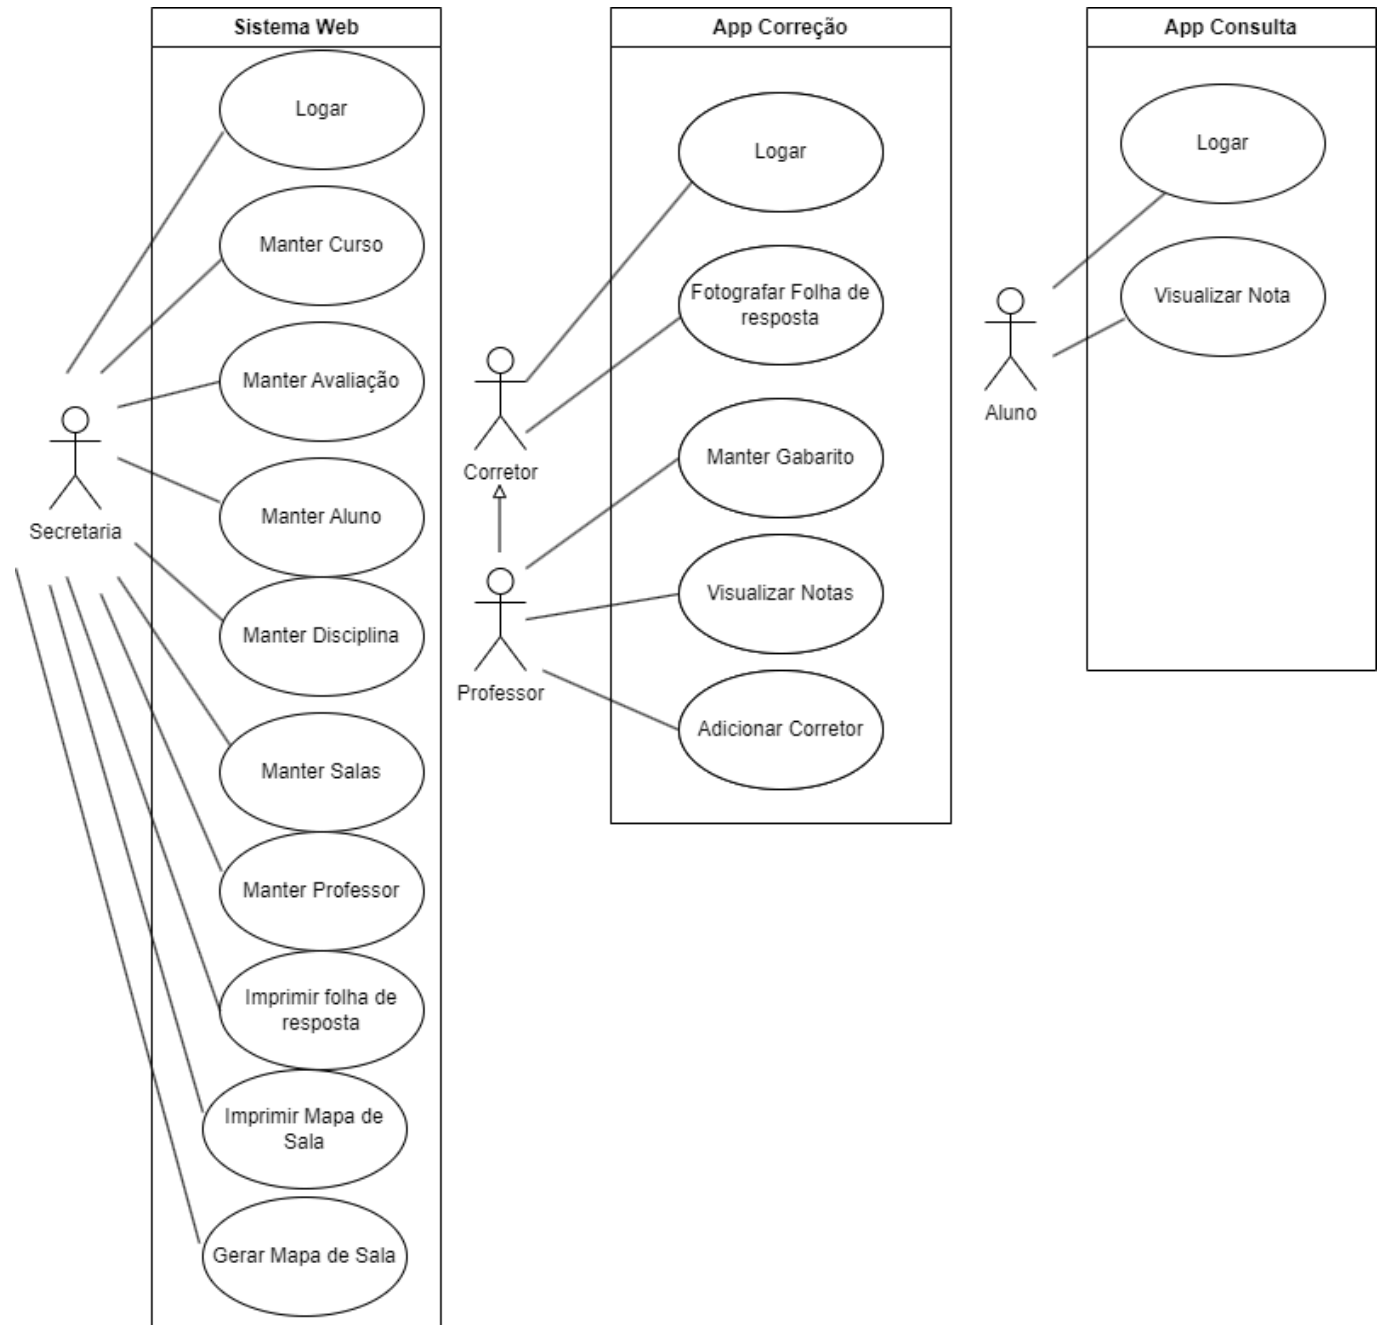 Sistema Web
Logar
Manter Curso
Manter Avaliação
Manter Aluno
Manter Disciplina
Manter Salas
Manter Professor
Imprimir folha de
resposta
Imprimir Mapa de
Sala
Gerar Mapa de Sala
Secretaria
App Correção
Logar
Fotografar Folha de
resposta
Manter Gabarito
Visualizar Notas
Adicionar Corretor
Corretor
Professor
App Consulta
Logar
Visualizar Nota
Aluno